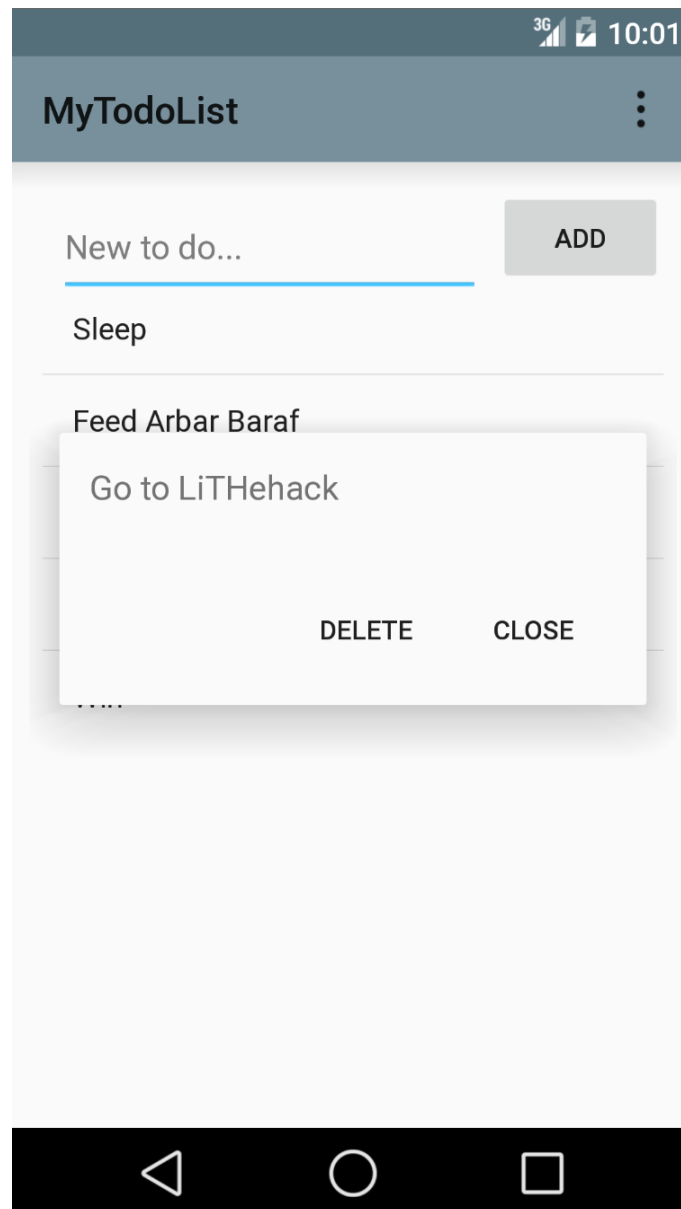 3G 10:01
MyTodoList
New to do...
ADD
Sleep
Feed Arbar Baraf
Go to LiTHehack
DELETE CLOSE